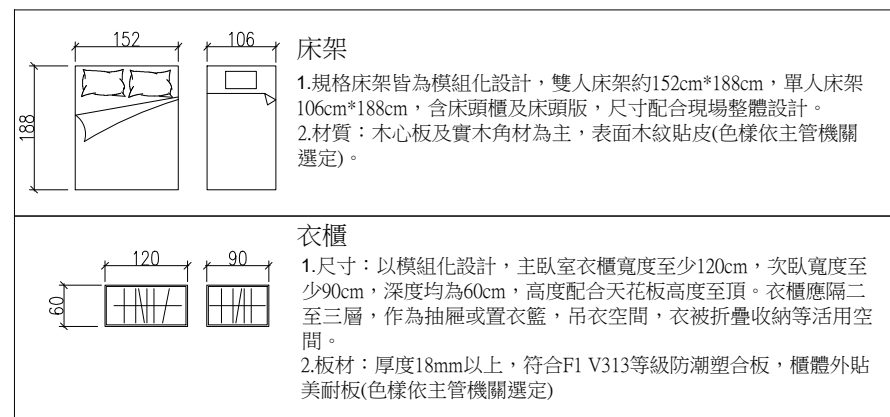 152
106
188
床架
1.規格床架皆為模組化設計，雙人床架約152cm*188cm，單人床架
106cm*188cm，含床頭櫃及床頭版，尺寸配合現場整體設計。
2.材質：木心板及實木角材為主，表面木紋貼皮(色樣依主管機關
選定)。
120
90
60
衣櫃
1.尺寸：以模組化設計，主臥室衣櫃寬度至少120cm，次臥寬度至
少90cm，深度均為60cm，高度配合天花板高度至頂。衣櫃應隔二
至三層，作為抽屜或置衣籃，吊衣空間，衣被折疊收納等活用空
間。
2.板材：厚度18mm以上，符合F1 V313等級防潮塑合板，櫃體外貼
美耐板(色樣依主管機關選定)